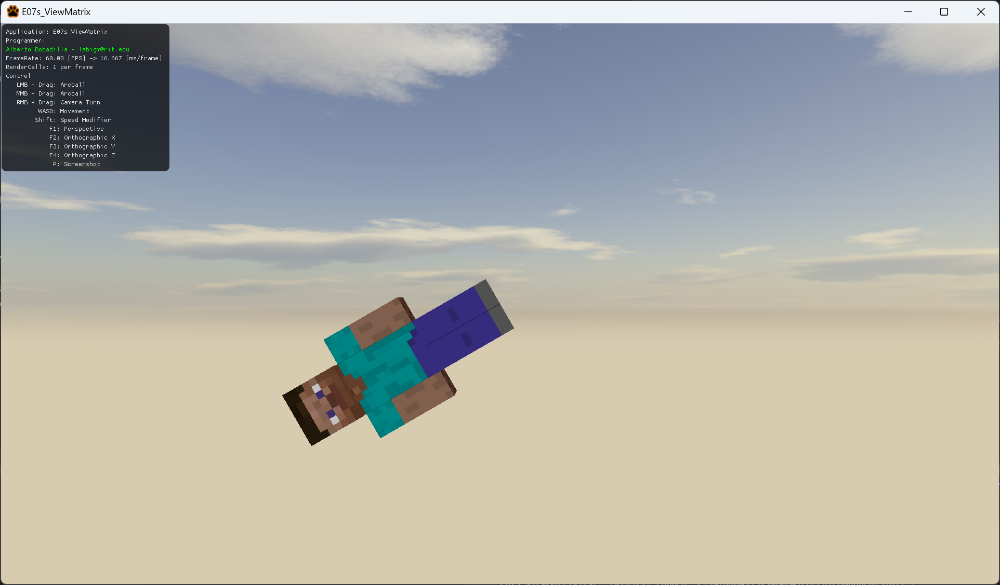 E07s_ViewMatrix
Application: E07s_ViewMatrix
Programmer:
Alberto Bobadilla - labigm@rit.edu
FrameRate: 60.00 [FPS] -> 16.667 [ms/frame]
RenderCalls: 1 per frame
Control:
LMB + Drag: Arcball
MMB + Drag: Arcball
RMB + Drag: Camera Turn
WASD: Movement
Shift: Speed Modifier
F1: Perspective
F2: Orthographic X
F3: Orthographic Y
F4: Orthographic Z
P: Screenshot